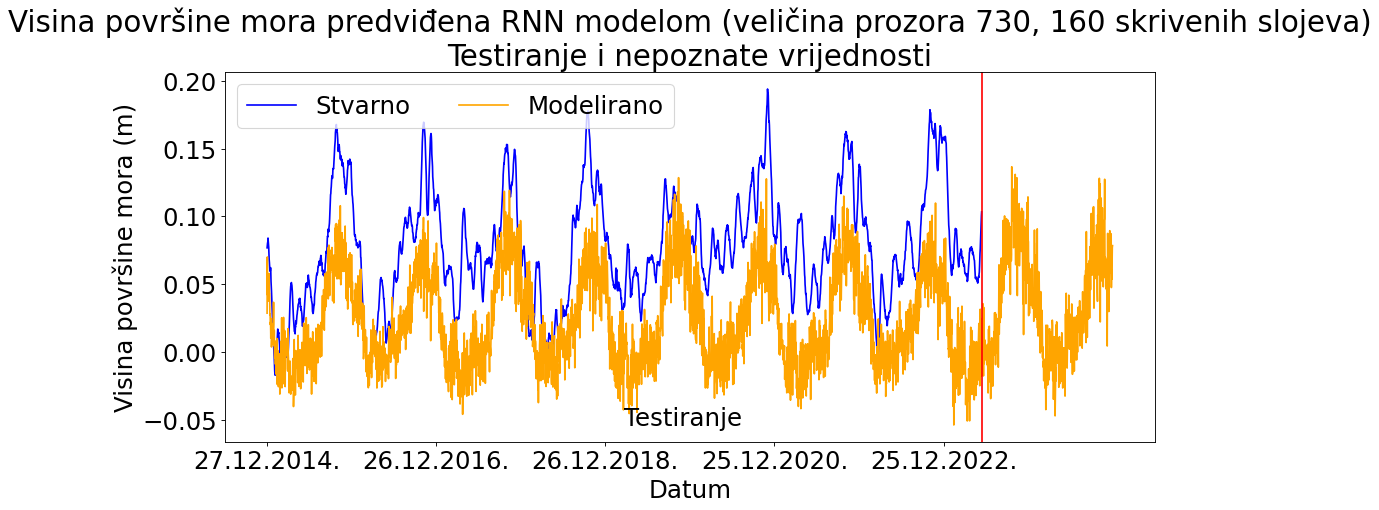 Visina površine mora predviđena RNN modelom (veličina prozora 730, 160 skrivenih slojeva)
Testiranje i nepoznate vrijednosti
Stvarno Modelirano
Visina površine mora (m)
0.20
0.15
0.10
0.05
0.00
−0.05
Testiranje
27.12.2014. 26.12.2016. 26.12.2018. 25.12.2020. 25.12.2022.
Datum